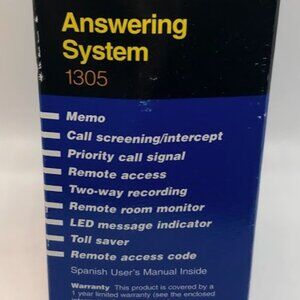 Answering
System
1305
Memo
Call screening/intercept
Priority call signal
Remote access
Two-way recording
Remote room monitor
LED message indicator
Toll saver
Remote access code
Spanish User's Manual Inside
Warranty This product is covered by a
1 year limited warranty (see the enclosed